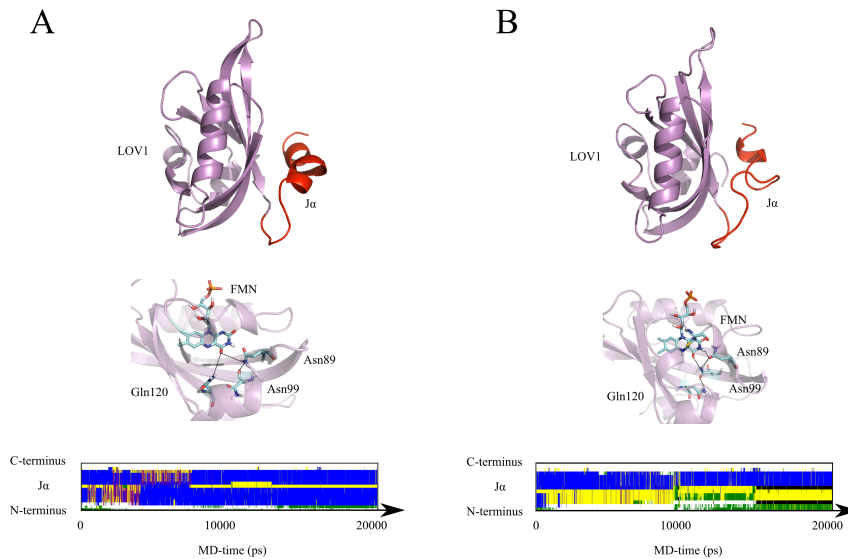 A
LOV1
Jα
FMN
Asn89
Asn99
Gln120
C-terminus
Jα
N-terminus
0
10000
20000
MD-time (ps)
B
LOV1
Jα
FMN
Asn89
Asn99
Gln120
C-terminus
Jα
N-terminus
0
10000
20000
MD-time (ps)